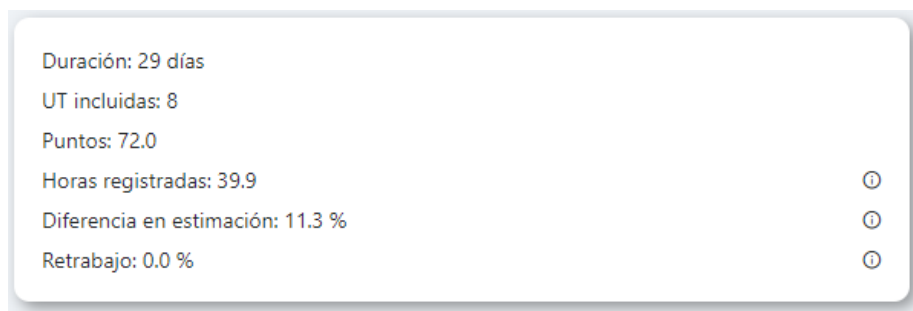 Duración: 29 días
UT incluidas: 8
Puntos: 72.0
Horas registradas: 39.9
Diferencia en estimación: 11.3 %
Retrabajo: 0.0 %